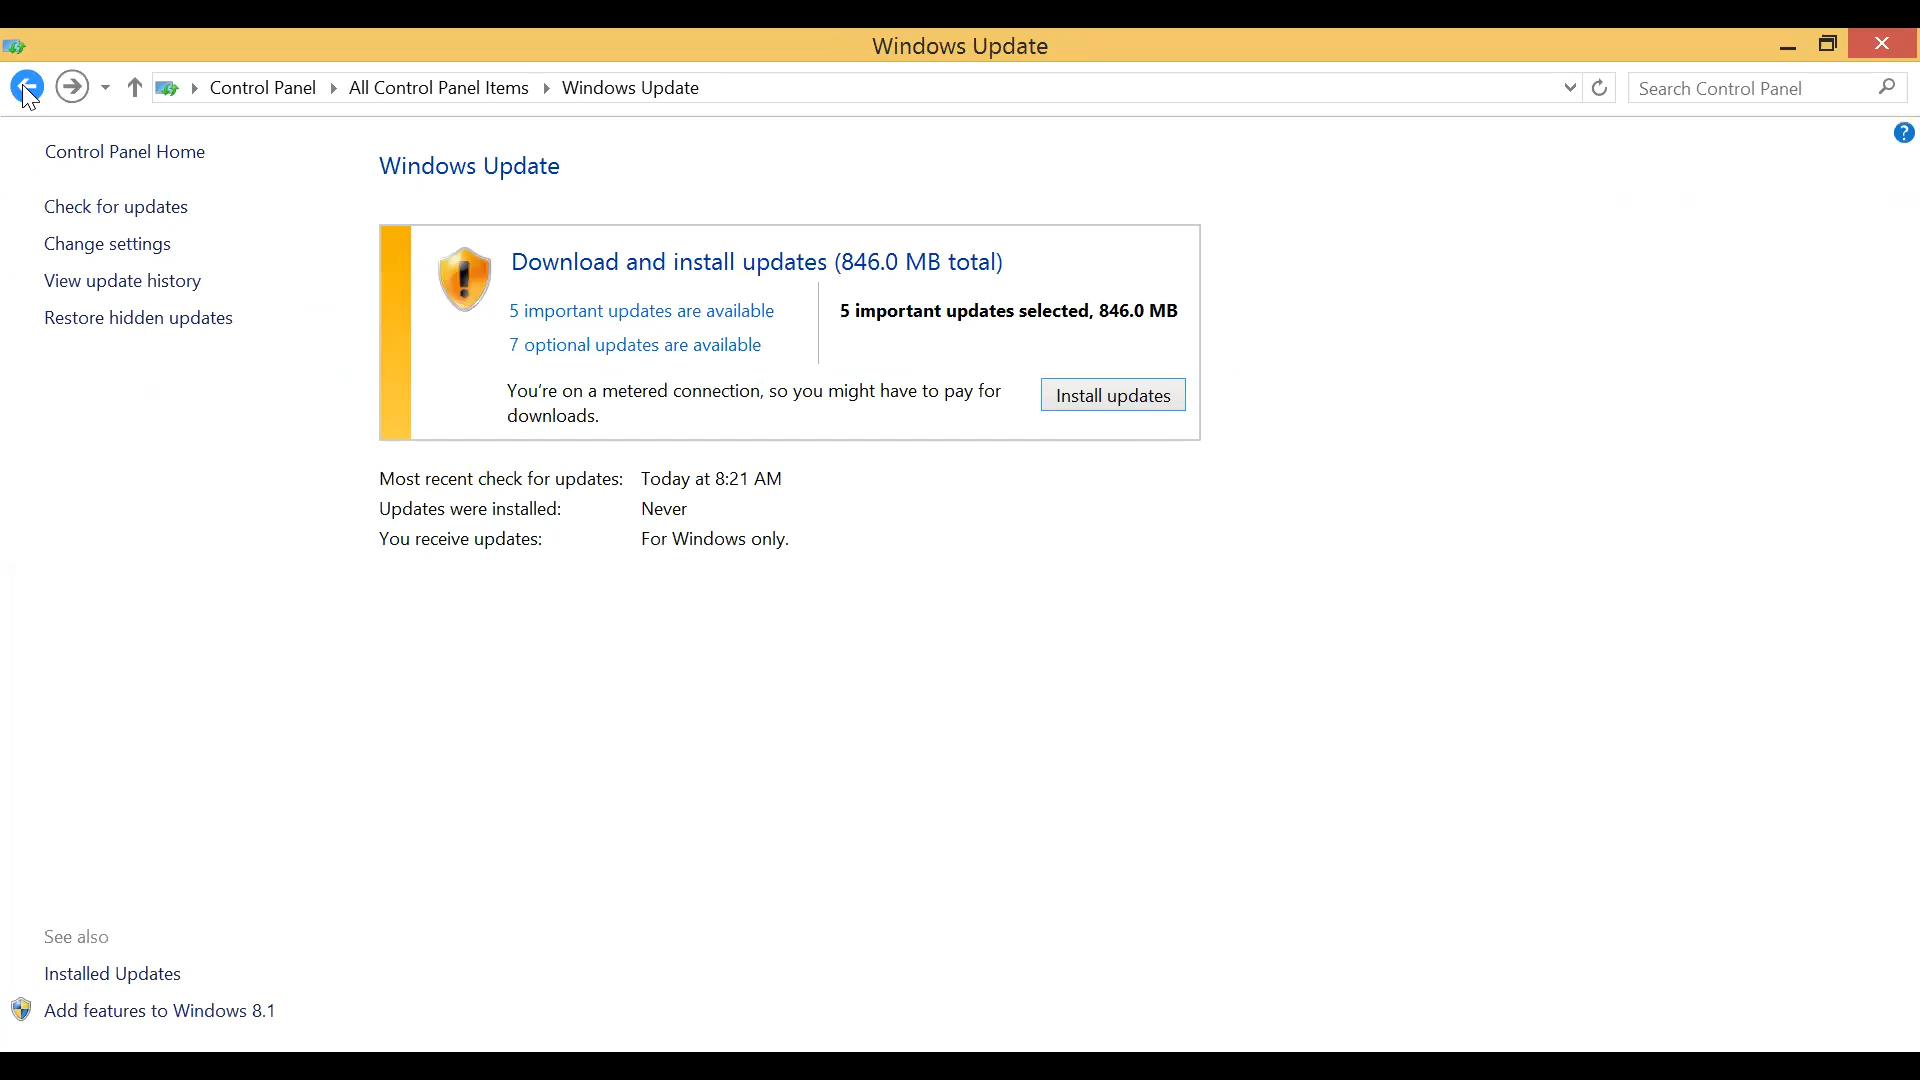 Windows Update
Control Panel
All Control Panel Items
Windows Update
Search Control Panel
Control Panel Home
Check for updates
Change settings
View update history
Restore hidden updates
Windows Update
Download and install updates (846.0 MB total)
5 important updates are available
5 important updates selected, 846.0 MB
7 optional updates are available
You're on a metered connection, so you might have to pay for
downloads.
Install updates
Most recent check for updates: Today at 8:21 AM
Updates were installed: Never
You receive updates: For Windows only.
See also
Installed Updates
Add features to Windows 8.1